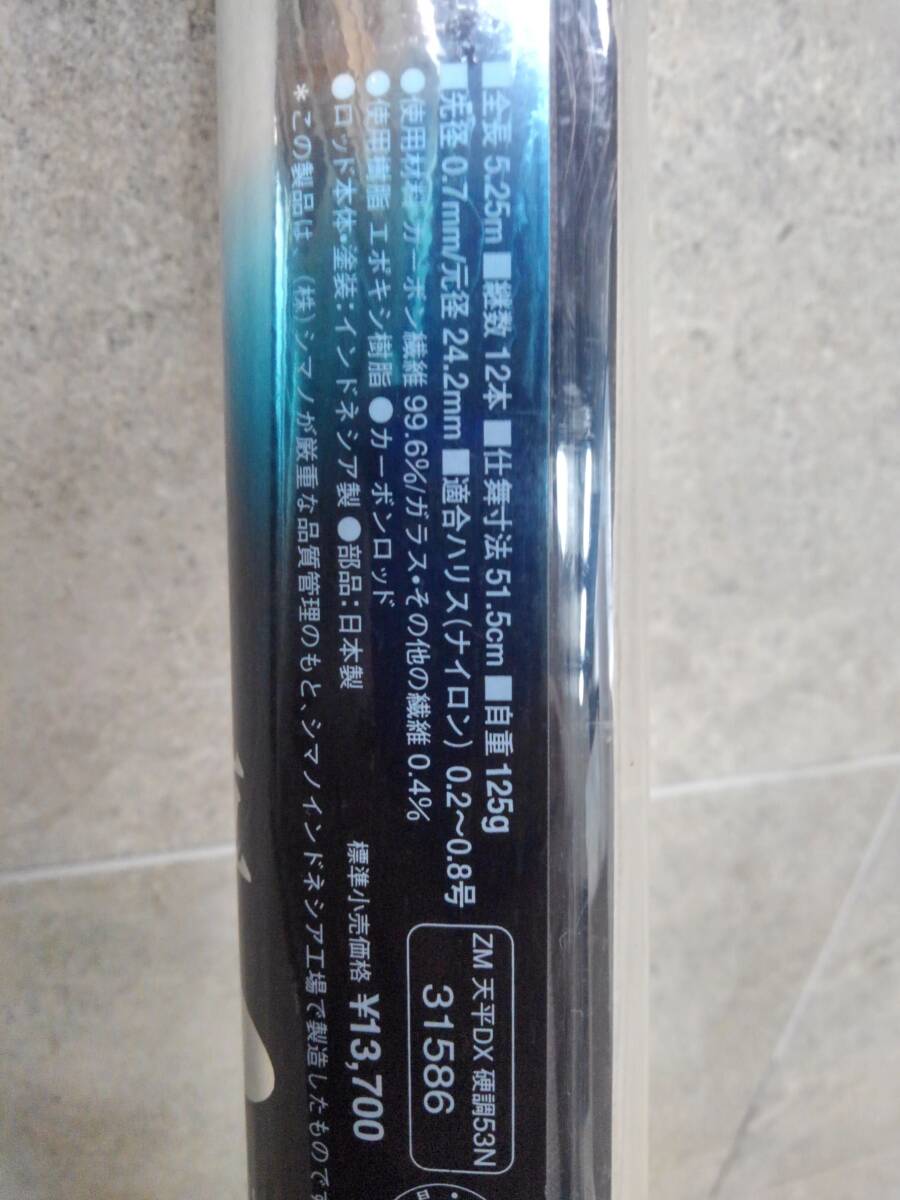 ■全長 5.25m ■継数 12本 ■仕舞寸法 51.5cm ■自重 125g
■先径 0.7mm/元径 24.2mm ■適合ハリス(ナイロン) 0.2〜0.8号
●使用材料 カーボン繊維 99.6%/ガラス・その他の繊維 0.4%
●使用樹脂 エポキシ樹脂 ●カーボンロッド
●ロッド本体・塗装:インドネシア製 ●部品:日本製
*この製品は、(株)シマノが厳重な品質管理のもと、シマノインドネシア工場で製造したものです
ZM 天平DX 硬調53N
31586
標準小売価格 ¥13,700